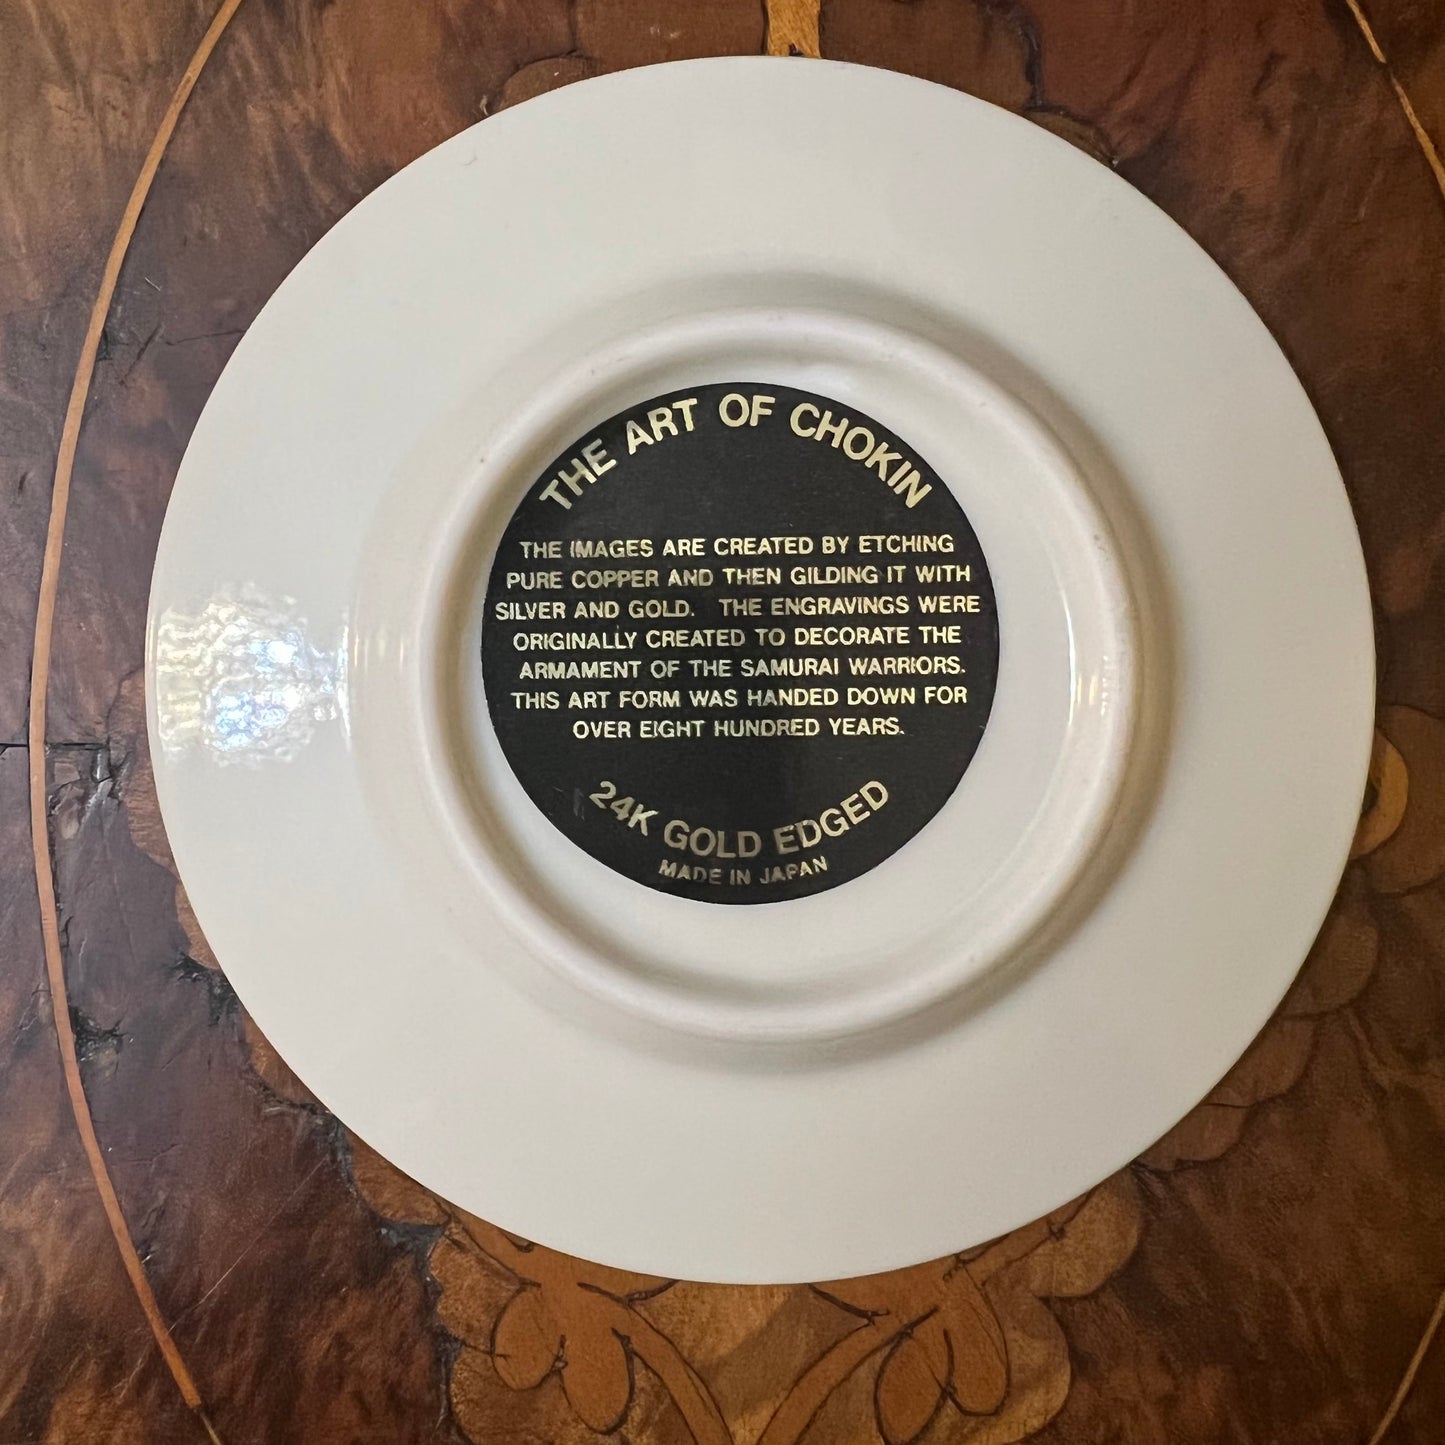 THE ART OF CHOKIN
THE IMAGES ARE CREATED BY ETCHING
PURE COPPER AND THEN GILDING IT WITH
SILVER AND GOLD. THE ENGRAVINGS WERE
ORIGINALLY CREATED TO DECORATE THE
ARMAMENT OF THE SAMURAI WARRIORS.
THIS ART FORM WAS HANDED DOWN FOR
OVER EIGHT HUNDRED YEARS.
24K GOLD EDGED
MADE IN JAPAN